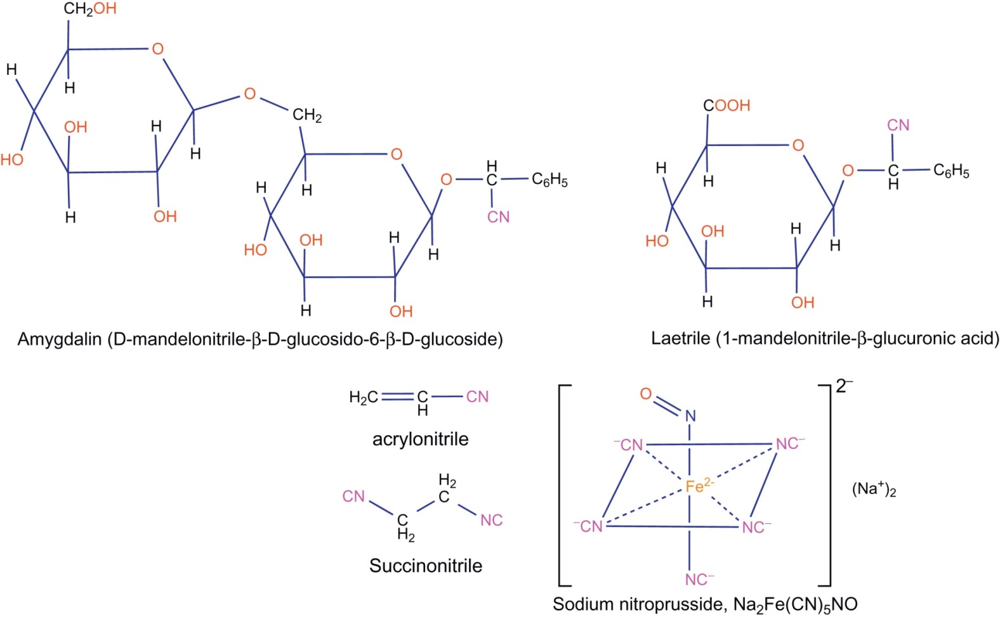 CH₂OH
O
H
H
OH
H
O
CH₂
HO
H
H
OH
O
H
H
OH
H
HO
H
H
OH
O
H
C
C₆H₅
CN
Amygdalin (D-mandelonitrile-β-D-glucosido-6-β-D-glucoside)
COOH
O
H
H
HO
OH
H
H
OH
H
O
CN
C
H
C₆H₅
Laetrile (1-mandelonitrile-β-glucuronic acid)
H₂C
C
H
CN
acrylonitrile
CN
C
H₂
H₂
C
NC
Succinonitrile
O
N
⁻CN
NC⁻
Fe²⁻
⁻CN
NC⁻
NC⁻
2⁻
(Na⁺)₂
Sodium nitroprusside, Na₂Fe(CN)₅NO